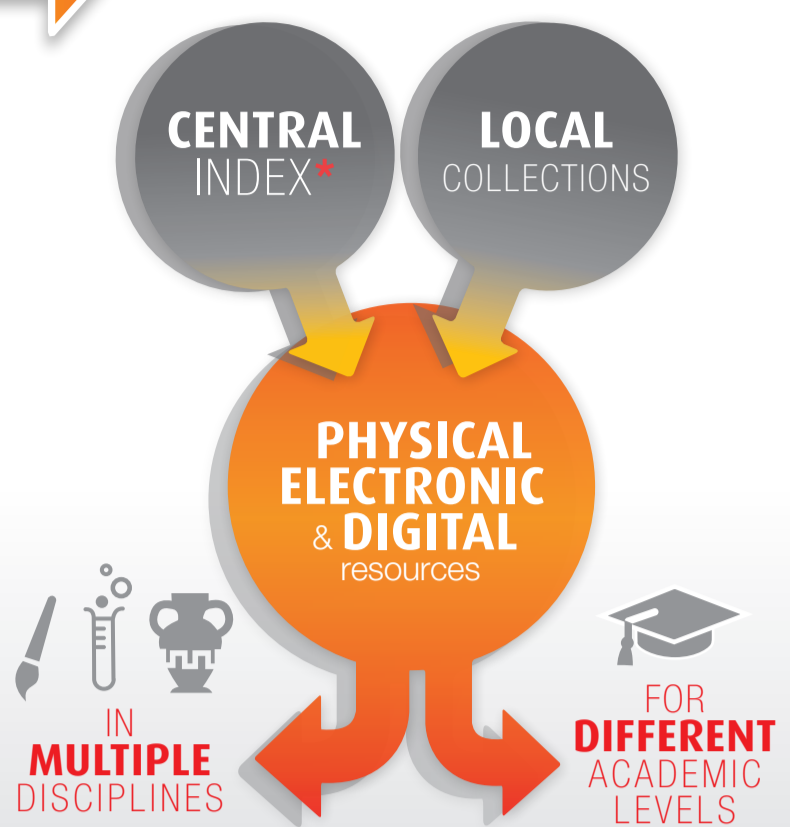 CENTRAL
INDEX*
LOCAL
COLLECTIONS
PHYSICAL
ELECTRONIC
& DIGITAL
resources
IN
MULTIPLE
DISCIPLINES
FOR
DIFFERENT
ACADEMIC
LEVELS